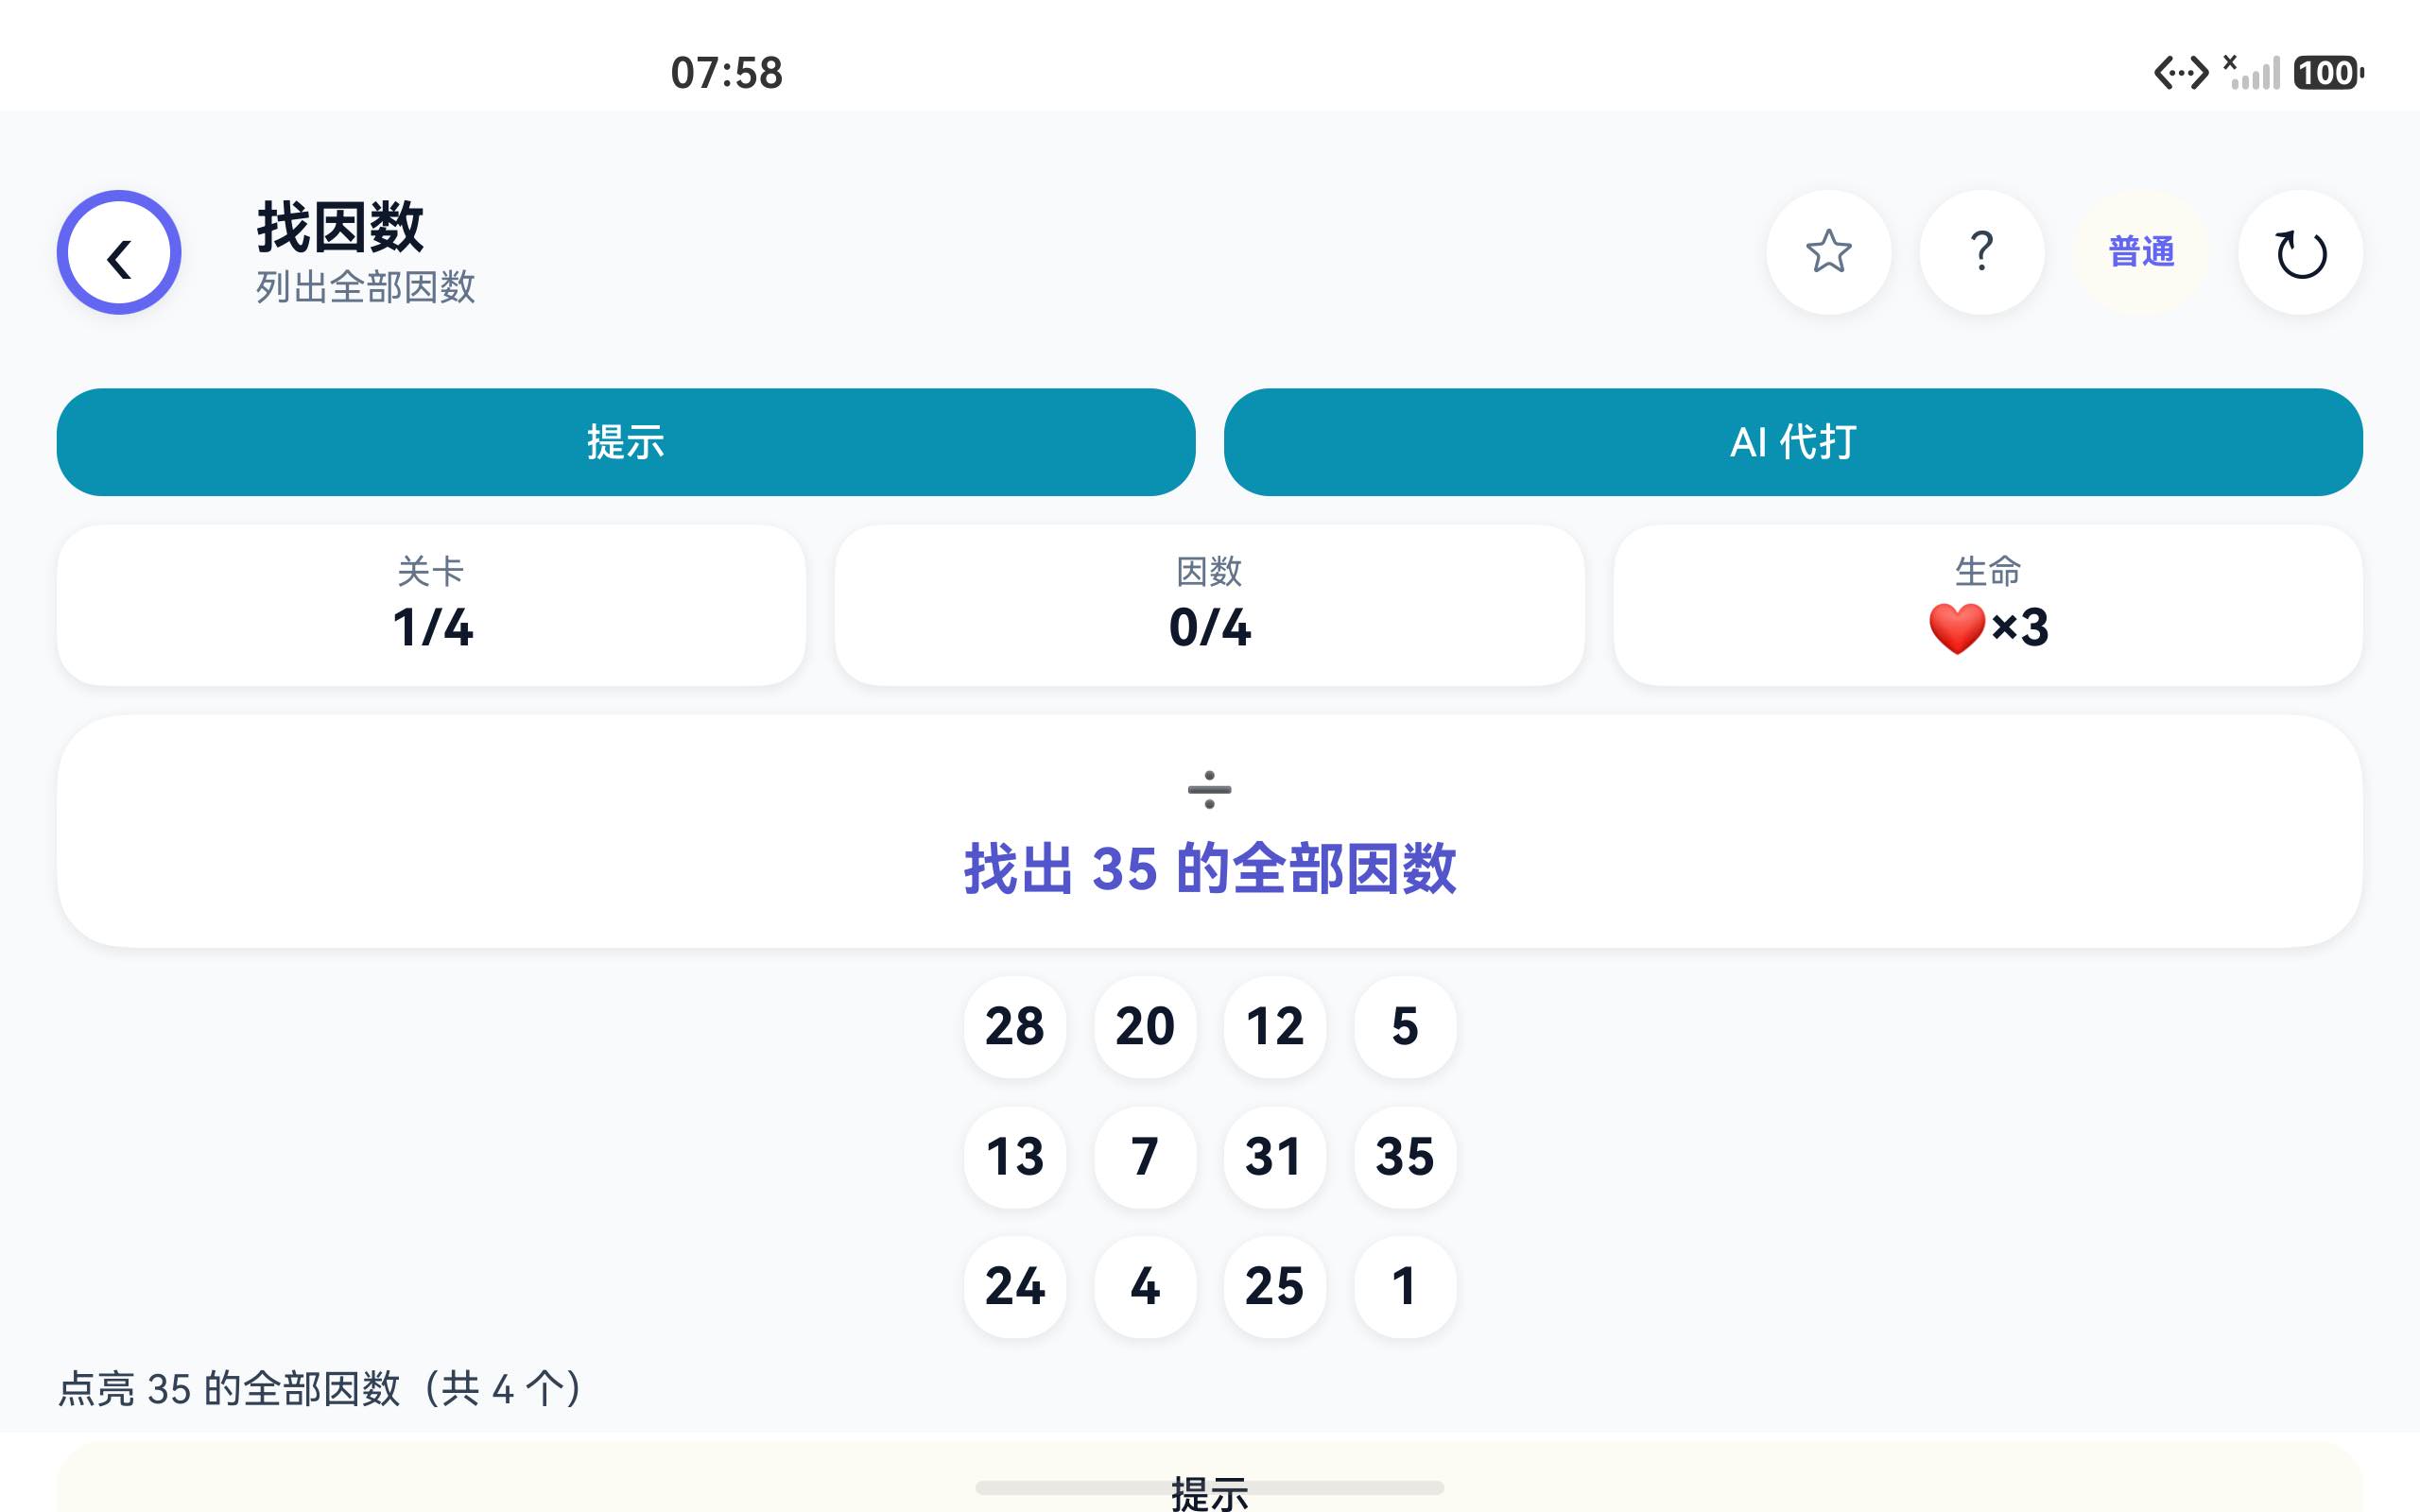 07:58
100
找因数
列出全部因数
?
普通
提示
AI 代打
关卡
1/4
因数
0/4
生命
❤️×3
÷
找出 35 的全部因数
28 20 12 5
13 7 31 35
24 4 25 1
点亮 35 的全部因数（共 4 个）
提示